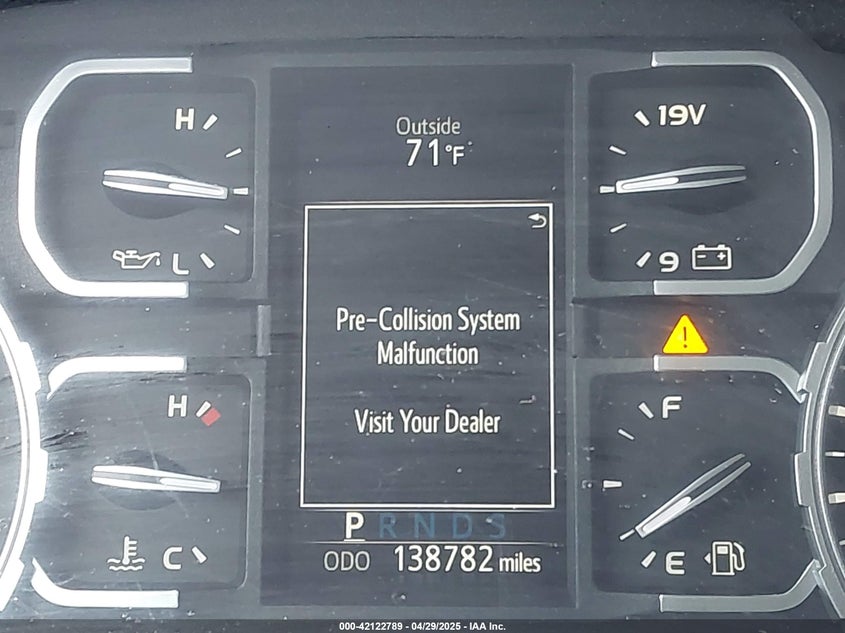 H
19V
Outside
71°F
L
9
Pre-Collision System
Malfunction
Visit Your Dealer
H
F
P R N D S
C
ODO 138782 miles
E
000-42122789 - 04/29/2025 - IAA Inc.